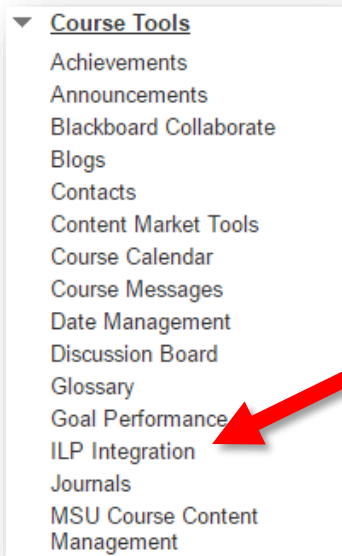 Course Tools
Achievements
Announcements
Blackboard Collaborate
Blogs
Contacts
Content Market Tools
Course Calendar
Course Messages
Date Management
Discussion Board
Glossary
Goal Performance
ILP Integration
Journals
MSU Course Content
Management